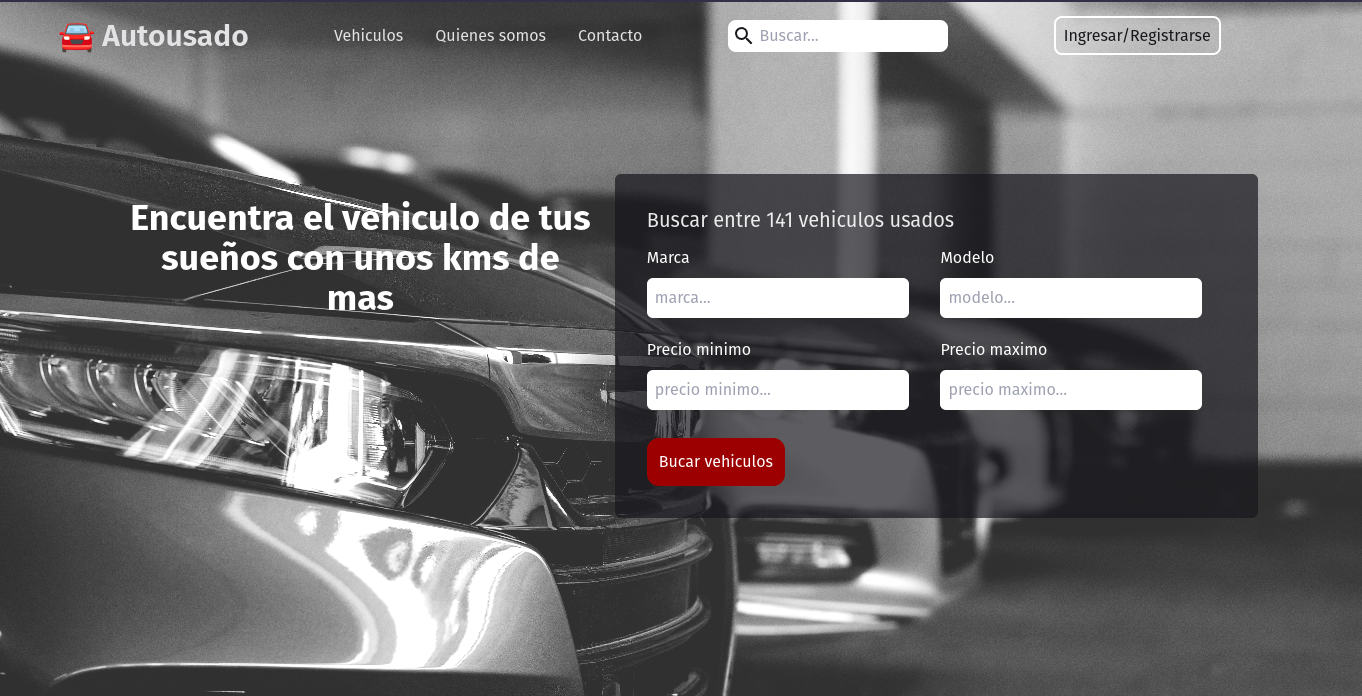 Autousado
Vehiculos
Quienes somos
Contacto
Buscar...
Ingresar/Registrarse
Encuentra el vehiculo de tus
sueños con unos kms de
mas
Buscar entre 141 vehiculos usados
Marca
Modelo
marca...
modelo...
Precio minimo
Precio maximo
precio minimo...
precio maximo...
Bucar vehiculos